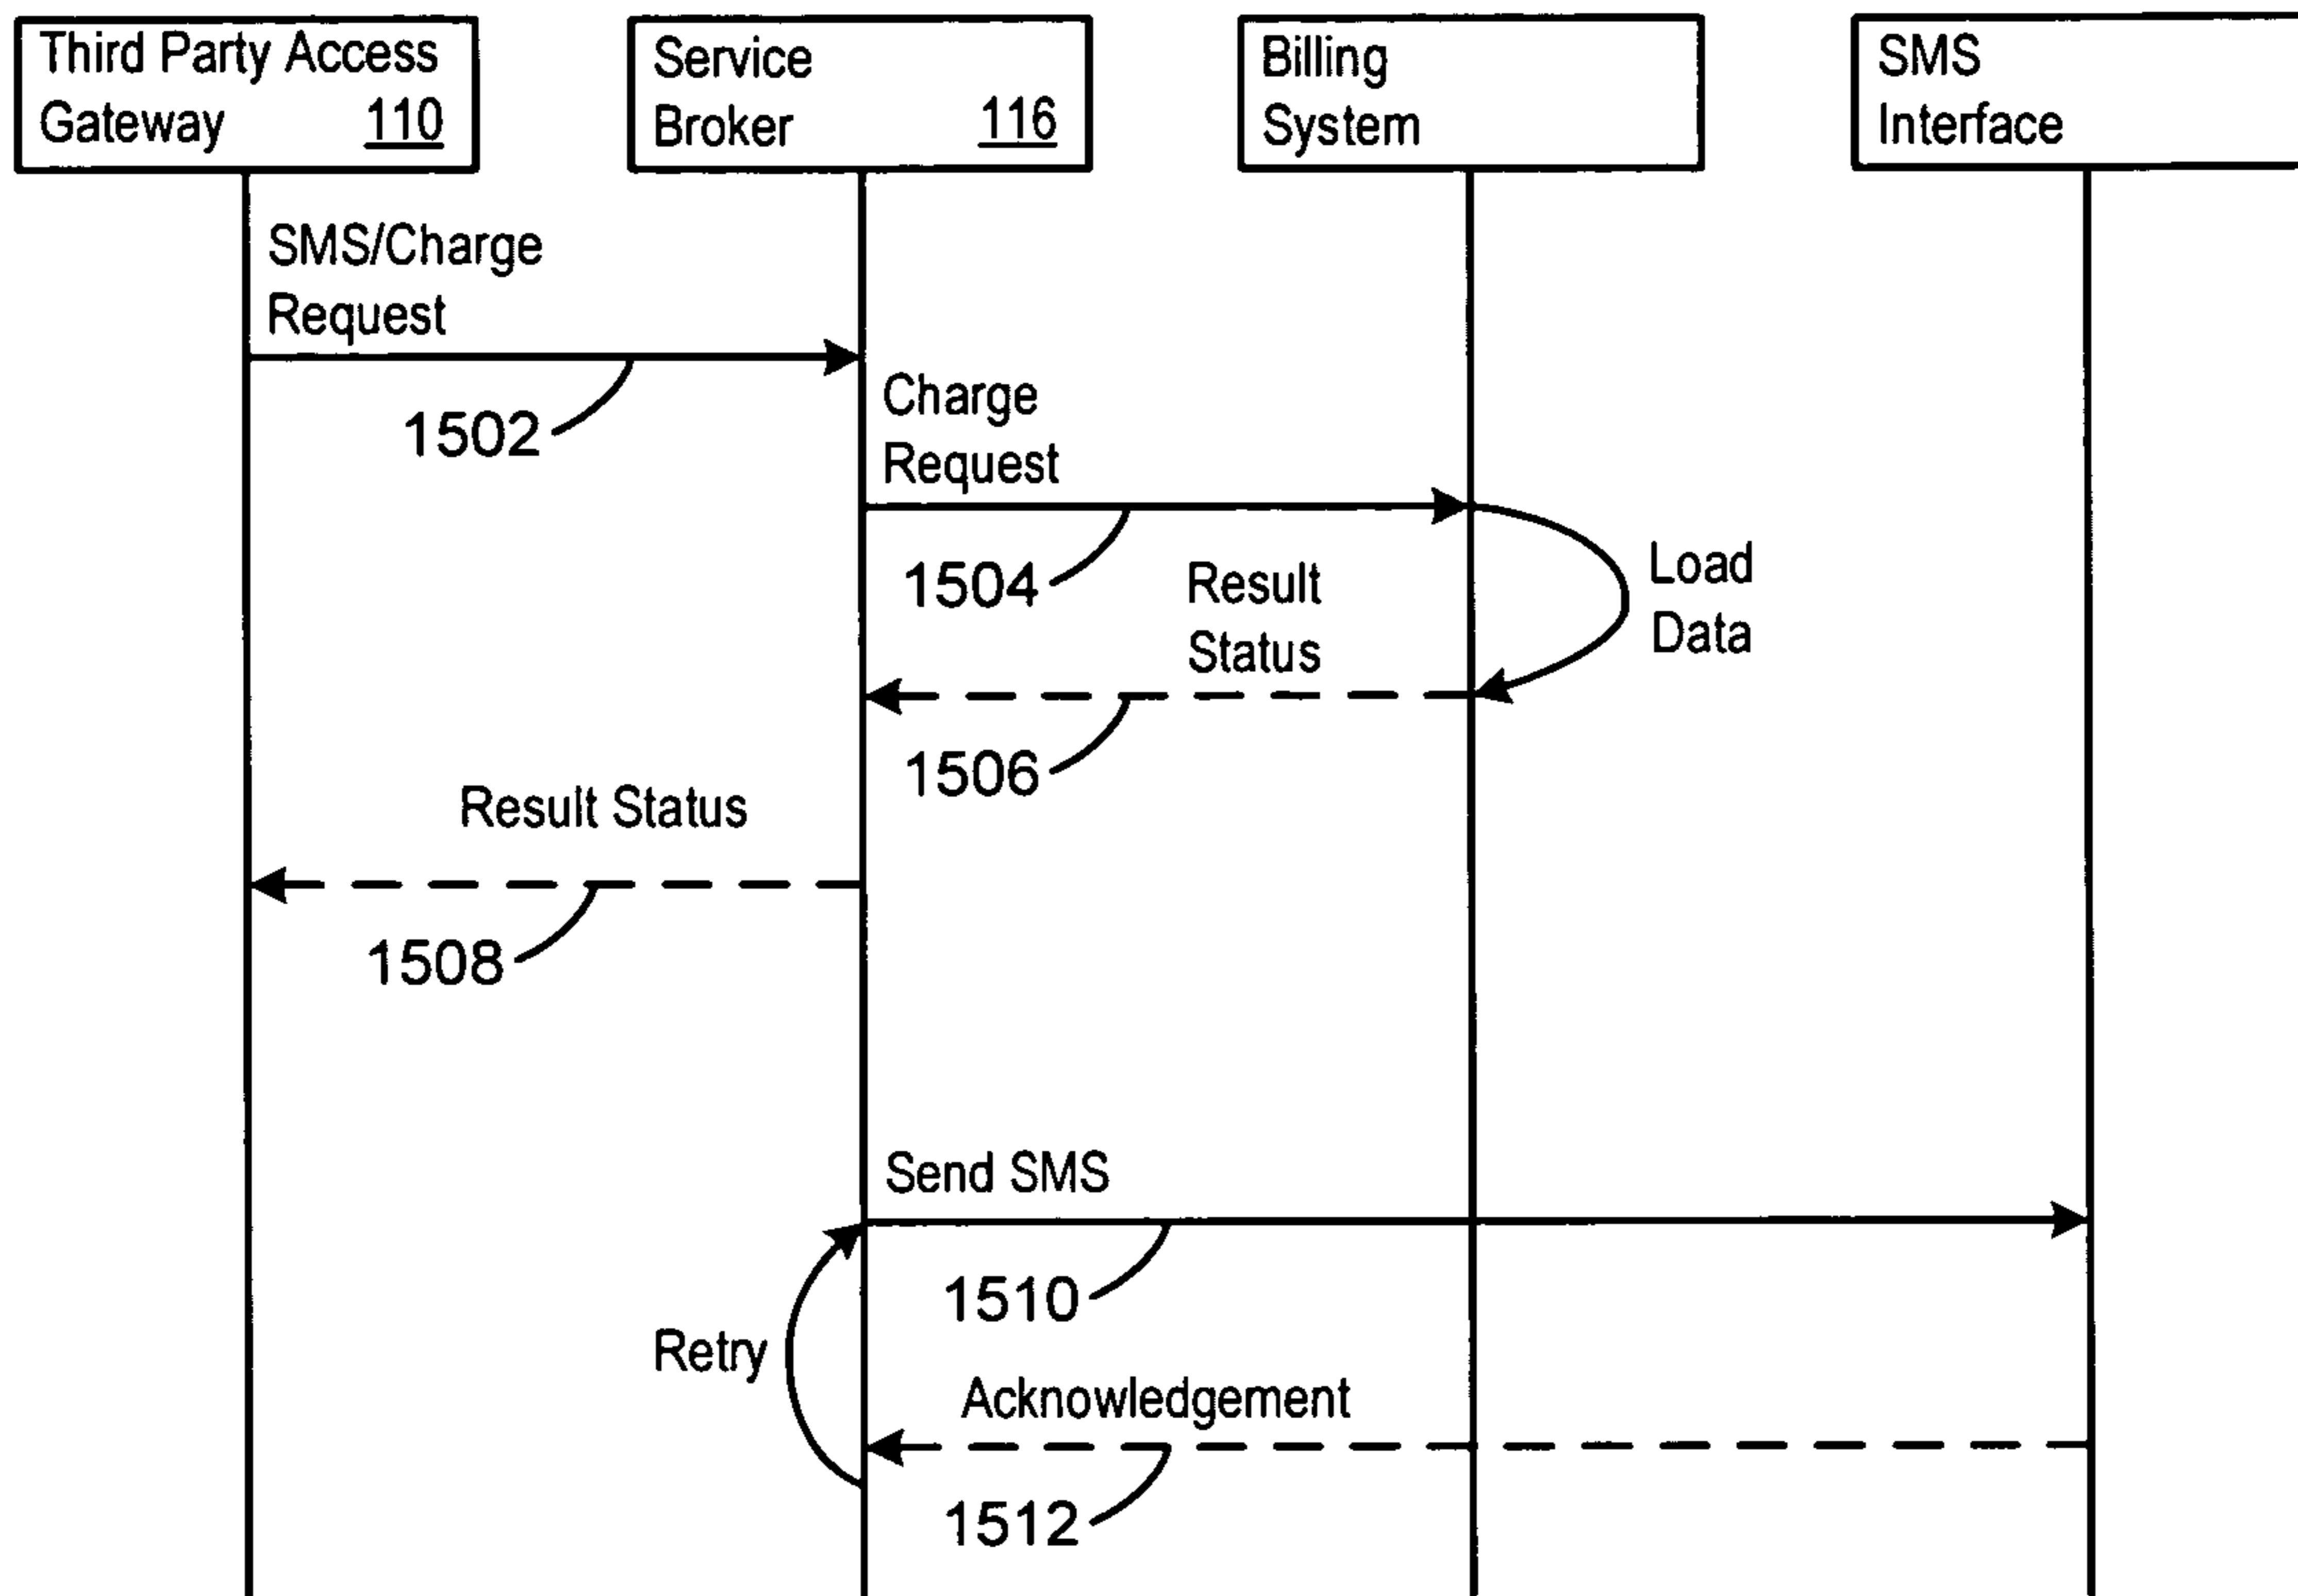 Third Party Access
Gateway 110
Service
Broker 116
Billing
System
SMS
Interface
SMS/Charge
Request
1502
Charge
Request
1504
Result
Status
Load
Data
1506
Result Status
1508
Send SMS
1510
Retry
Acknowledgement
1512